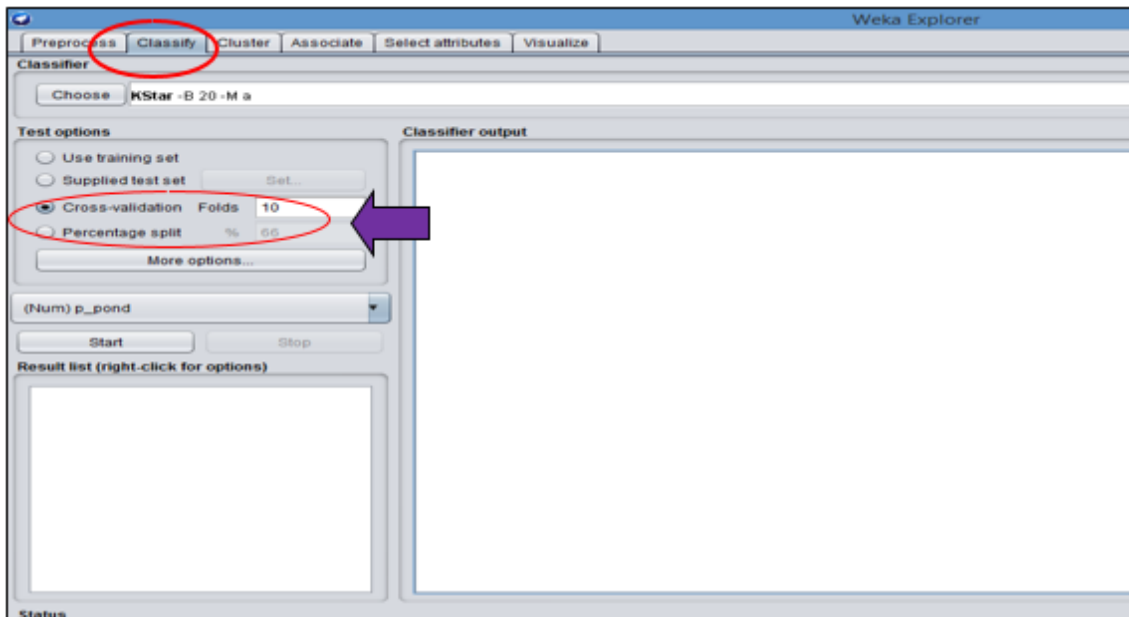 Weka Explorer
Preprocess Classify Cluster Associate Select attributes Visualize
Classifier
Choose KStar -B 20 -M a
Test options
Use training set
Supplied test set Set...
Cross-validation Folds 10
Percentage split % 66
More options...
(Num) p_pond
Start Stop
Result list (right-click for options)
Classifier output
Status